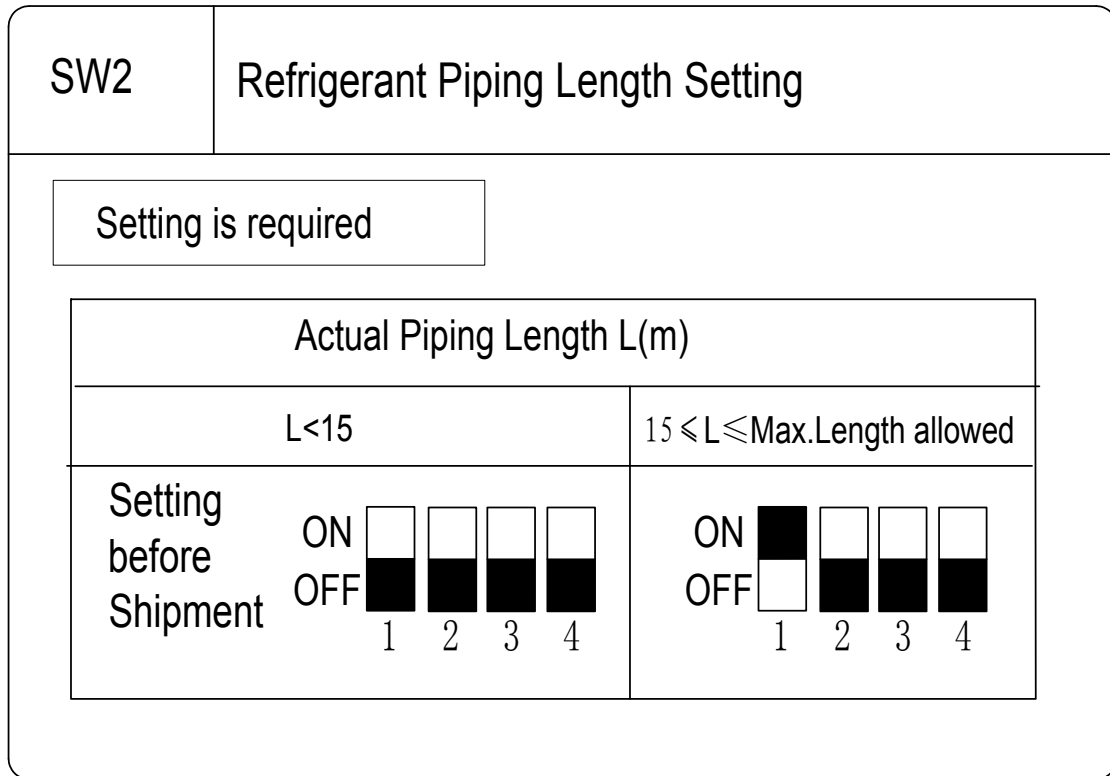 SW2
Refrigerant Piping Length Setting
Setting is required
Actual Piping Length L(m)
L<15
15≤L≤Max.Length allowed
Setting
before
Shipment
ON
OFF
1 2 3 4
ON
OFF
1 2 3 4